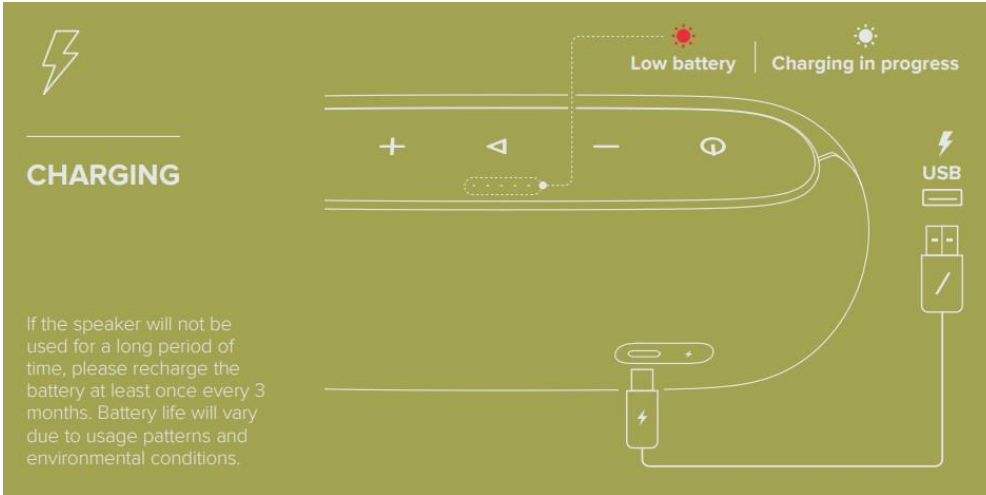 Low battery
Charging in progress
CHARGING
USB
If the speaker will not be
used for a long period of
time, please recharge the
battery at least once every 3
months. Battery life will vary
due to usage patterns and
environmental conditions.